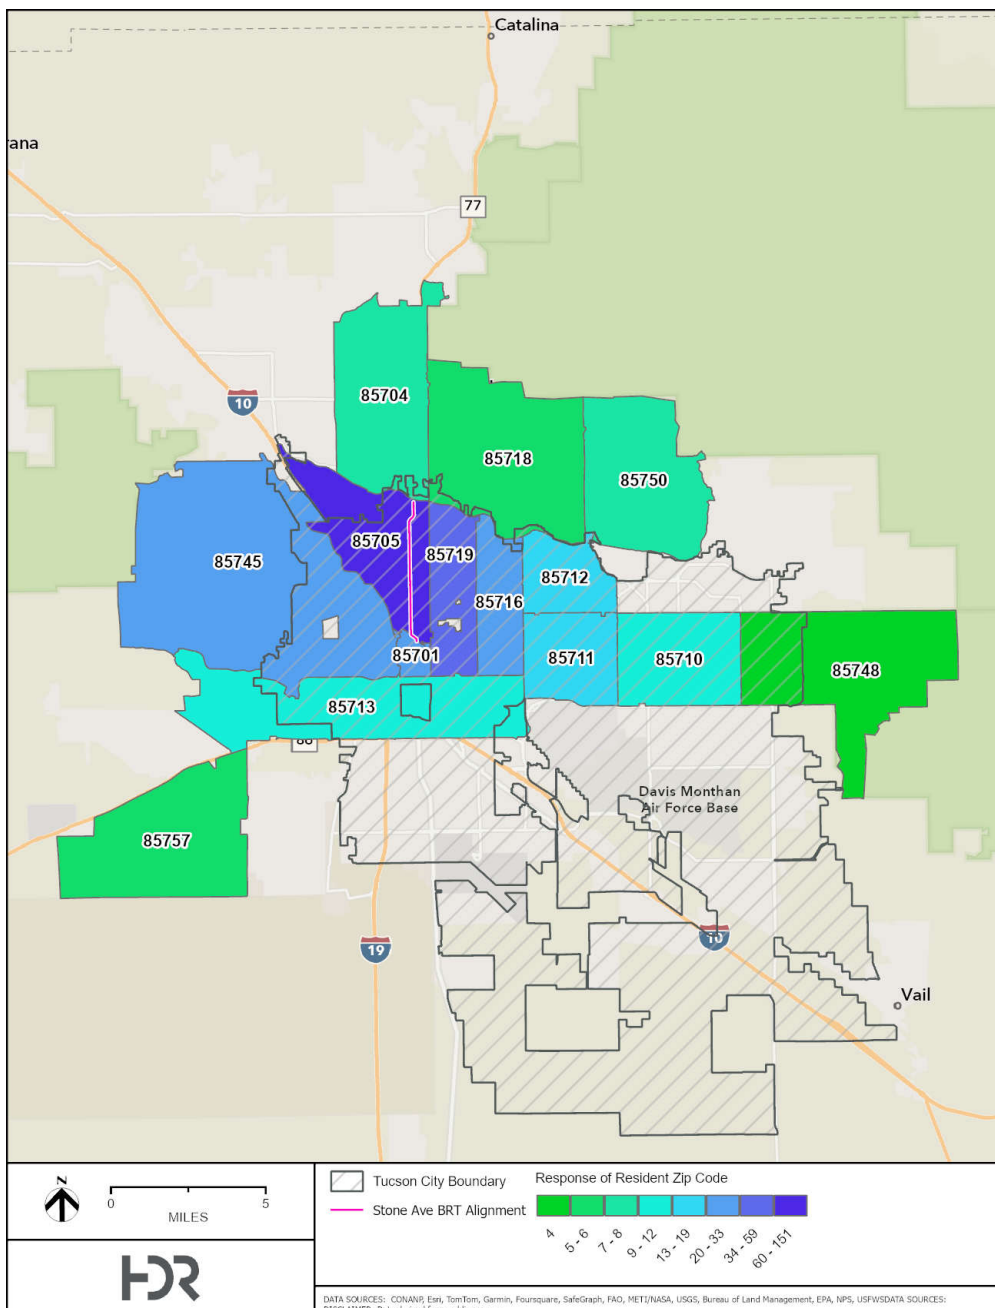 Catalina
rana
77
10
85704
85718
85750
85705
85719
85745
85712
85716
85701
85711
85710
85748
85713
86
Davis Monthan
Air Force Base
85757
10
19
Vail
N
0 5
MILES
HDR
Tucson City Boundary
Stone Ave BRT Alignment
Response of Resident Zip Code
4
5 - 6
7 - 8
9 - 12
13 - 19
20 - 33
34 - 59
60 - 151
DATA SOURCES: CONANP, Esri, TomTom, Garmin, Foursquare, SafeGraph, FAO, METI/NASA, USGS, Bureau of Land Management, EPA, NPS, USFWSDATA SOURCES: